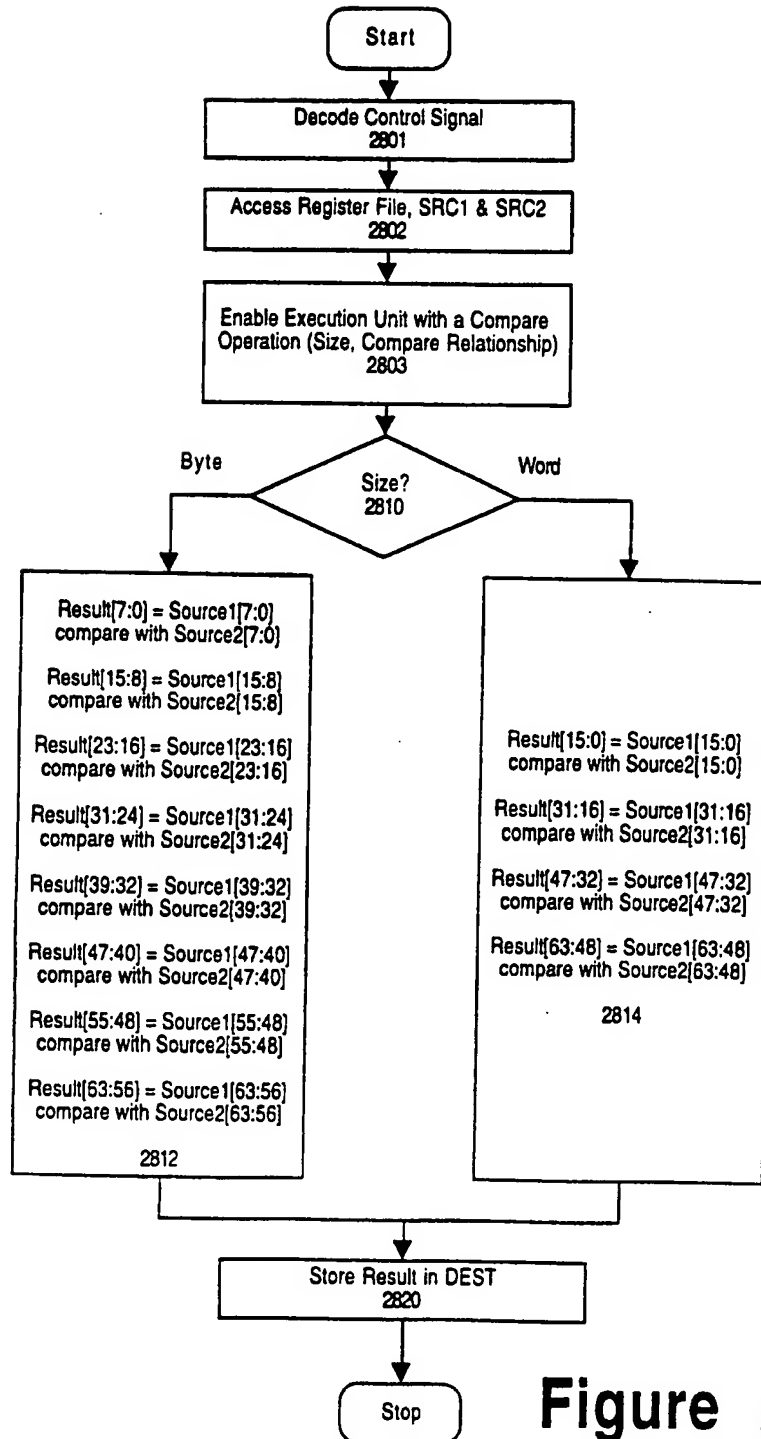 Start
Decode Control Signal
2801
Access Register File, SRC1 & SRC2
2802
Enable Execution Unit with a Compare
Operation (Size, Compare Relationship)
2803
Byte
Size?
2810
Word
Result[7:0] = Source1[7:0]
compare with Source2[7:0]
Result[15:8] = Source1[15:8]
compare with Source2[15:8]
Result[23:16] = Source1[23:16]
compare with Source2[23:16]
Result[31:24] = Source1[31:24]
compare with Source2[31:24]
Result[39:32] = Source1[39:32]
compare with Source2[39:32]
Result[47:40] = Source1[47:40]
compare with Source2[47:40]
Result[55:48] = Source1[55:48]
compare with Source2[55:48]
Result[63:56] = Source1[63:56]
compare with Source2[63:56]
2812
Result[15:0] = Source1[15:0]
compare with Source2[15:0]
Result[31:16] = Source1[31:16]
compare with Source2[31:16]
Result[47:32] = Source1[47:32]
compare with Source2[47:32]
Result[63:48] = Source1[63:48]
compare with Source2[63:48]
2814
Store Result in DEST
2820
Stop
Figure